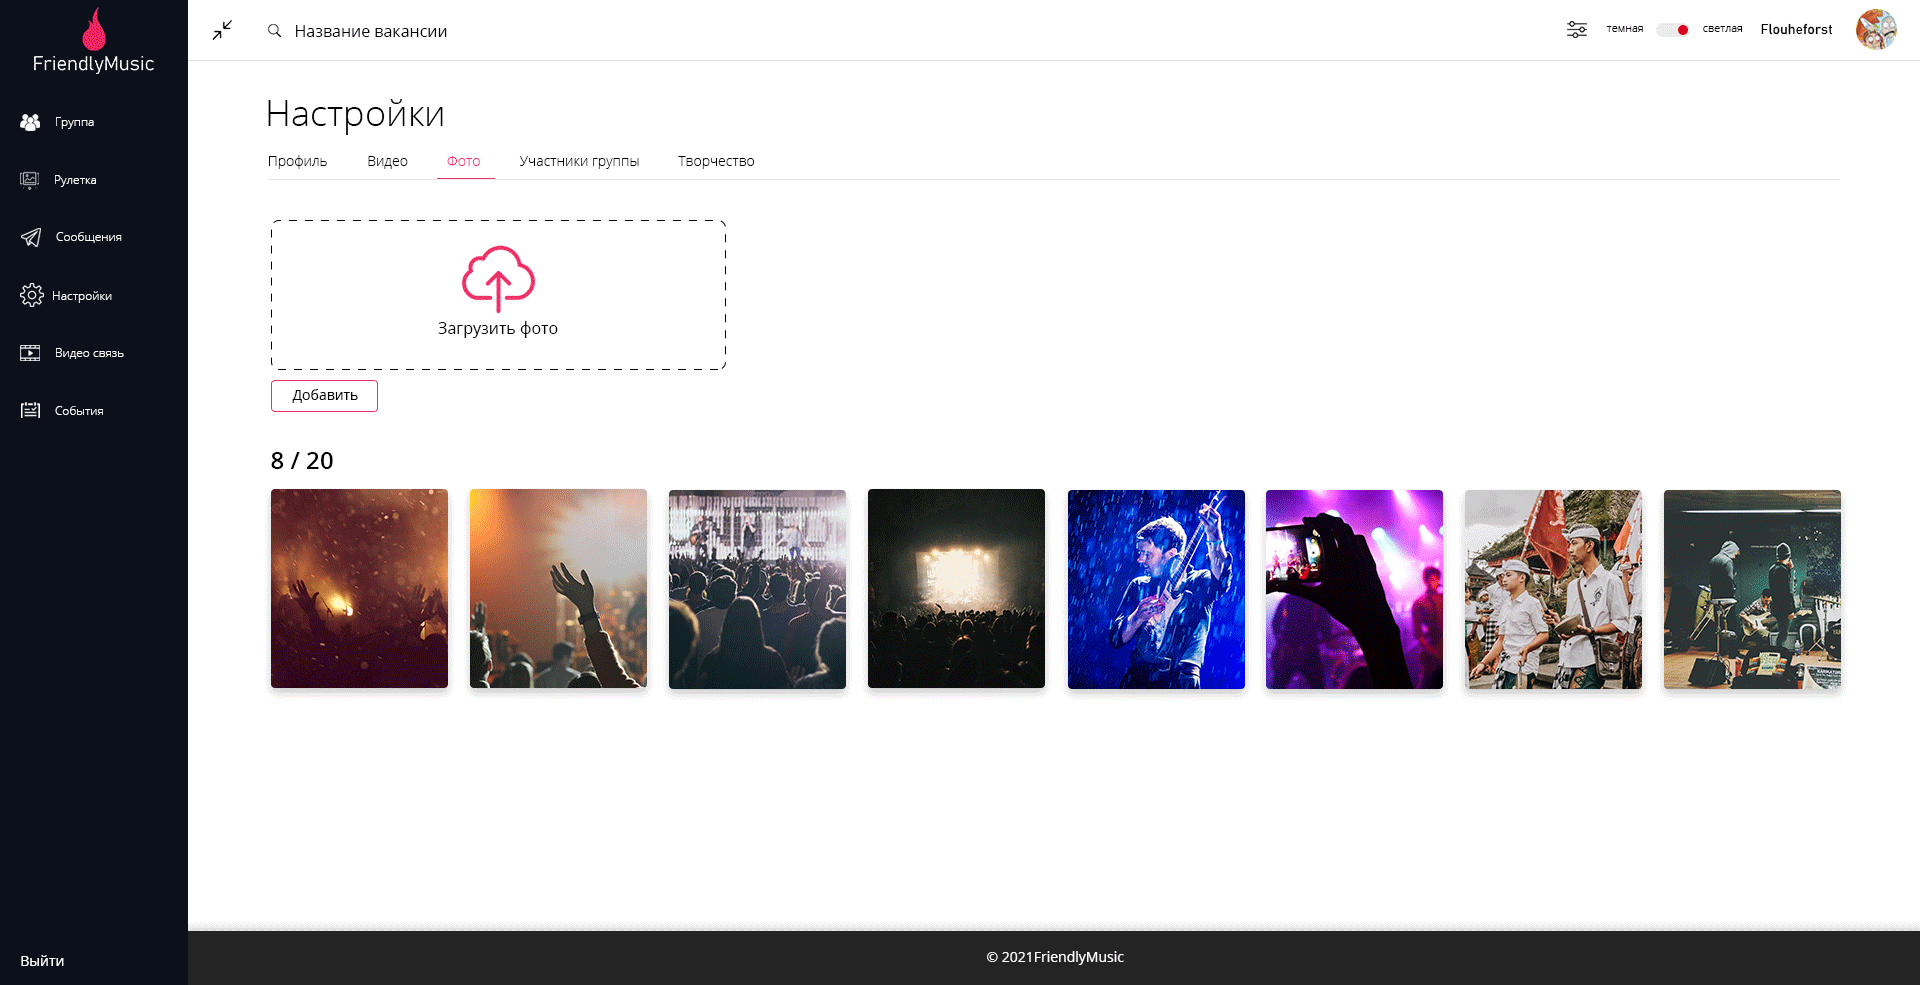 FriendlyMusic
Группа
Рулетка
Сообщения
Настройки
Видео связь
События
Выйти
Название вакансии
темная
светлая
Flouheforst
Настройки
Профиль
Видео
Фото
Участники группы
Творчество
Загрузить фото
Добавить
8 / 20
© 2021FriendlyMusic